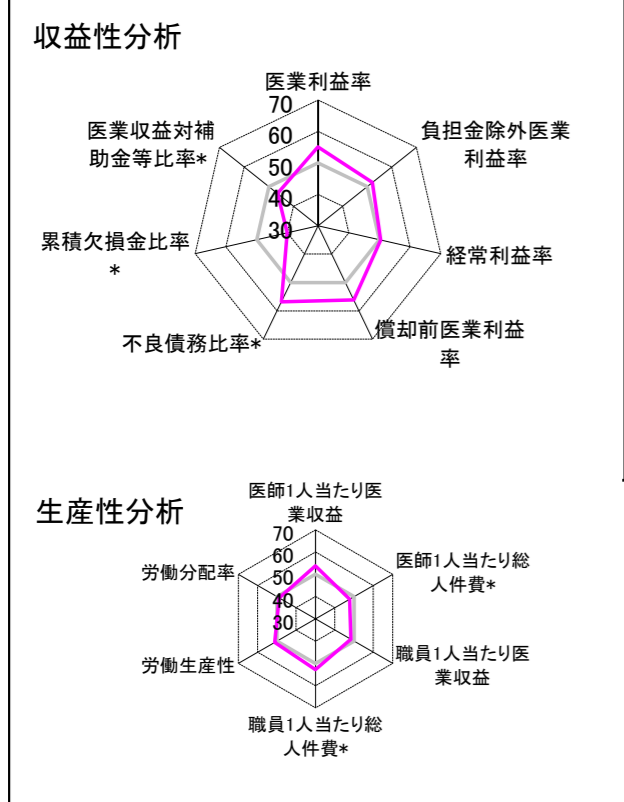 収益性分析
医業利益率
70
60
50
40
30
負担金除外医業
利益率
経常利益率
償却前医業利益
率
不良債務比率*
累積欠損金比率
*
医業収益対補
助金等比率*
生産性分析
医師1人当たり医
業収益
70
60
50
40
30
医師1人当たり総
人件費*
職員1人当たり医
業収益
職員1人当たり総
人件費*
労働生産性
労働分配率